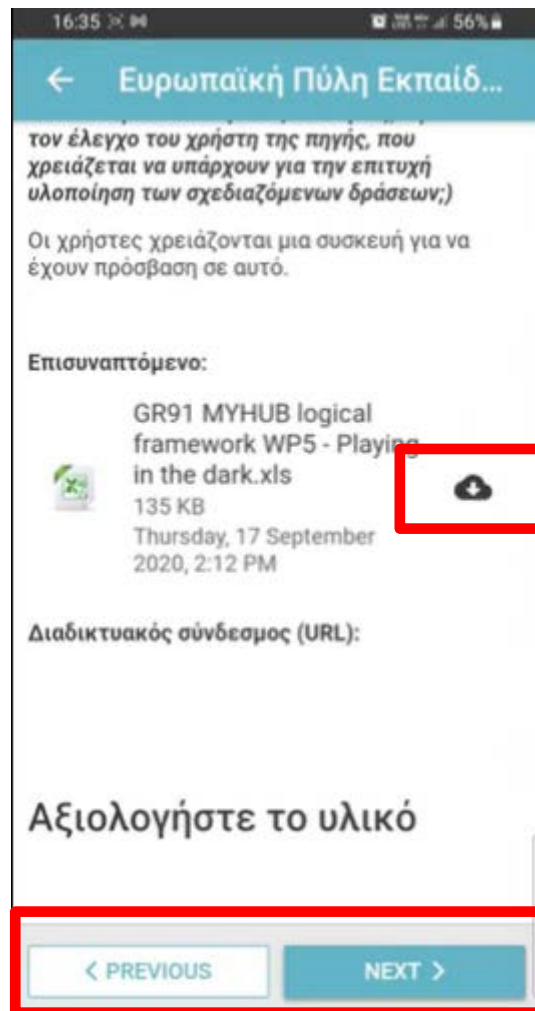 16:35
56%
← Ευρωπαϊκή Πύλη Εκπαίδ...
τον έλεγχο του χρήστη της πηγής, που
χρειάζεται να υπάρχουν για την επιτυχή
υλοποίηση των σχεδιαζόμενων δράσεων;)
Οι χρήστες χρειάζονται μια συσκευή για να
έχουν πρόσβαση σε αυτό.
Επισυναπτόμενο:
GR91 MYHUB logical
framework WP5 - Playing
in the dark.xls
135 KB
Thursday, 17 September
2020, 2:12 PM
Διαδικτυακός σύνδεσμος (URL):
Αξιολογήστε το υλικό
< PREVIOUS
NEXT >